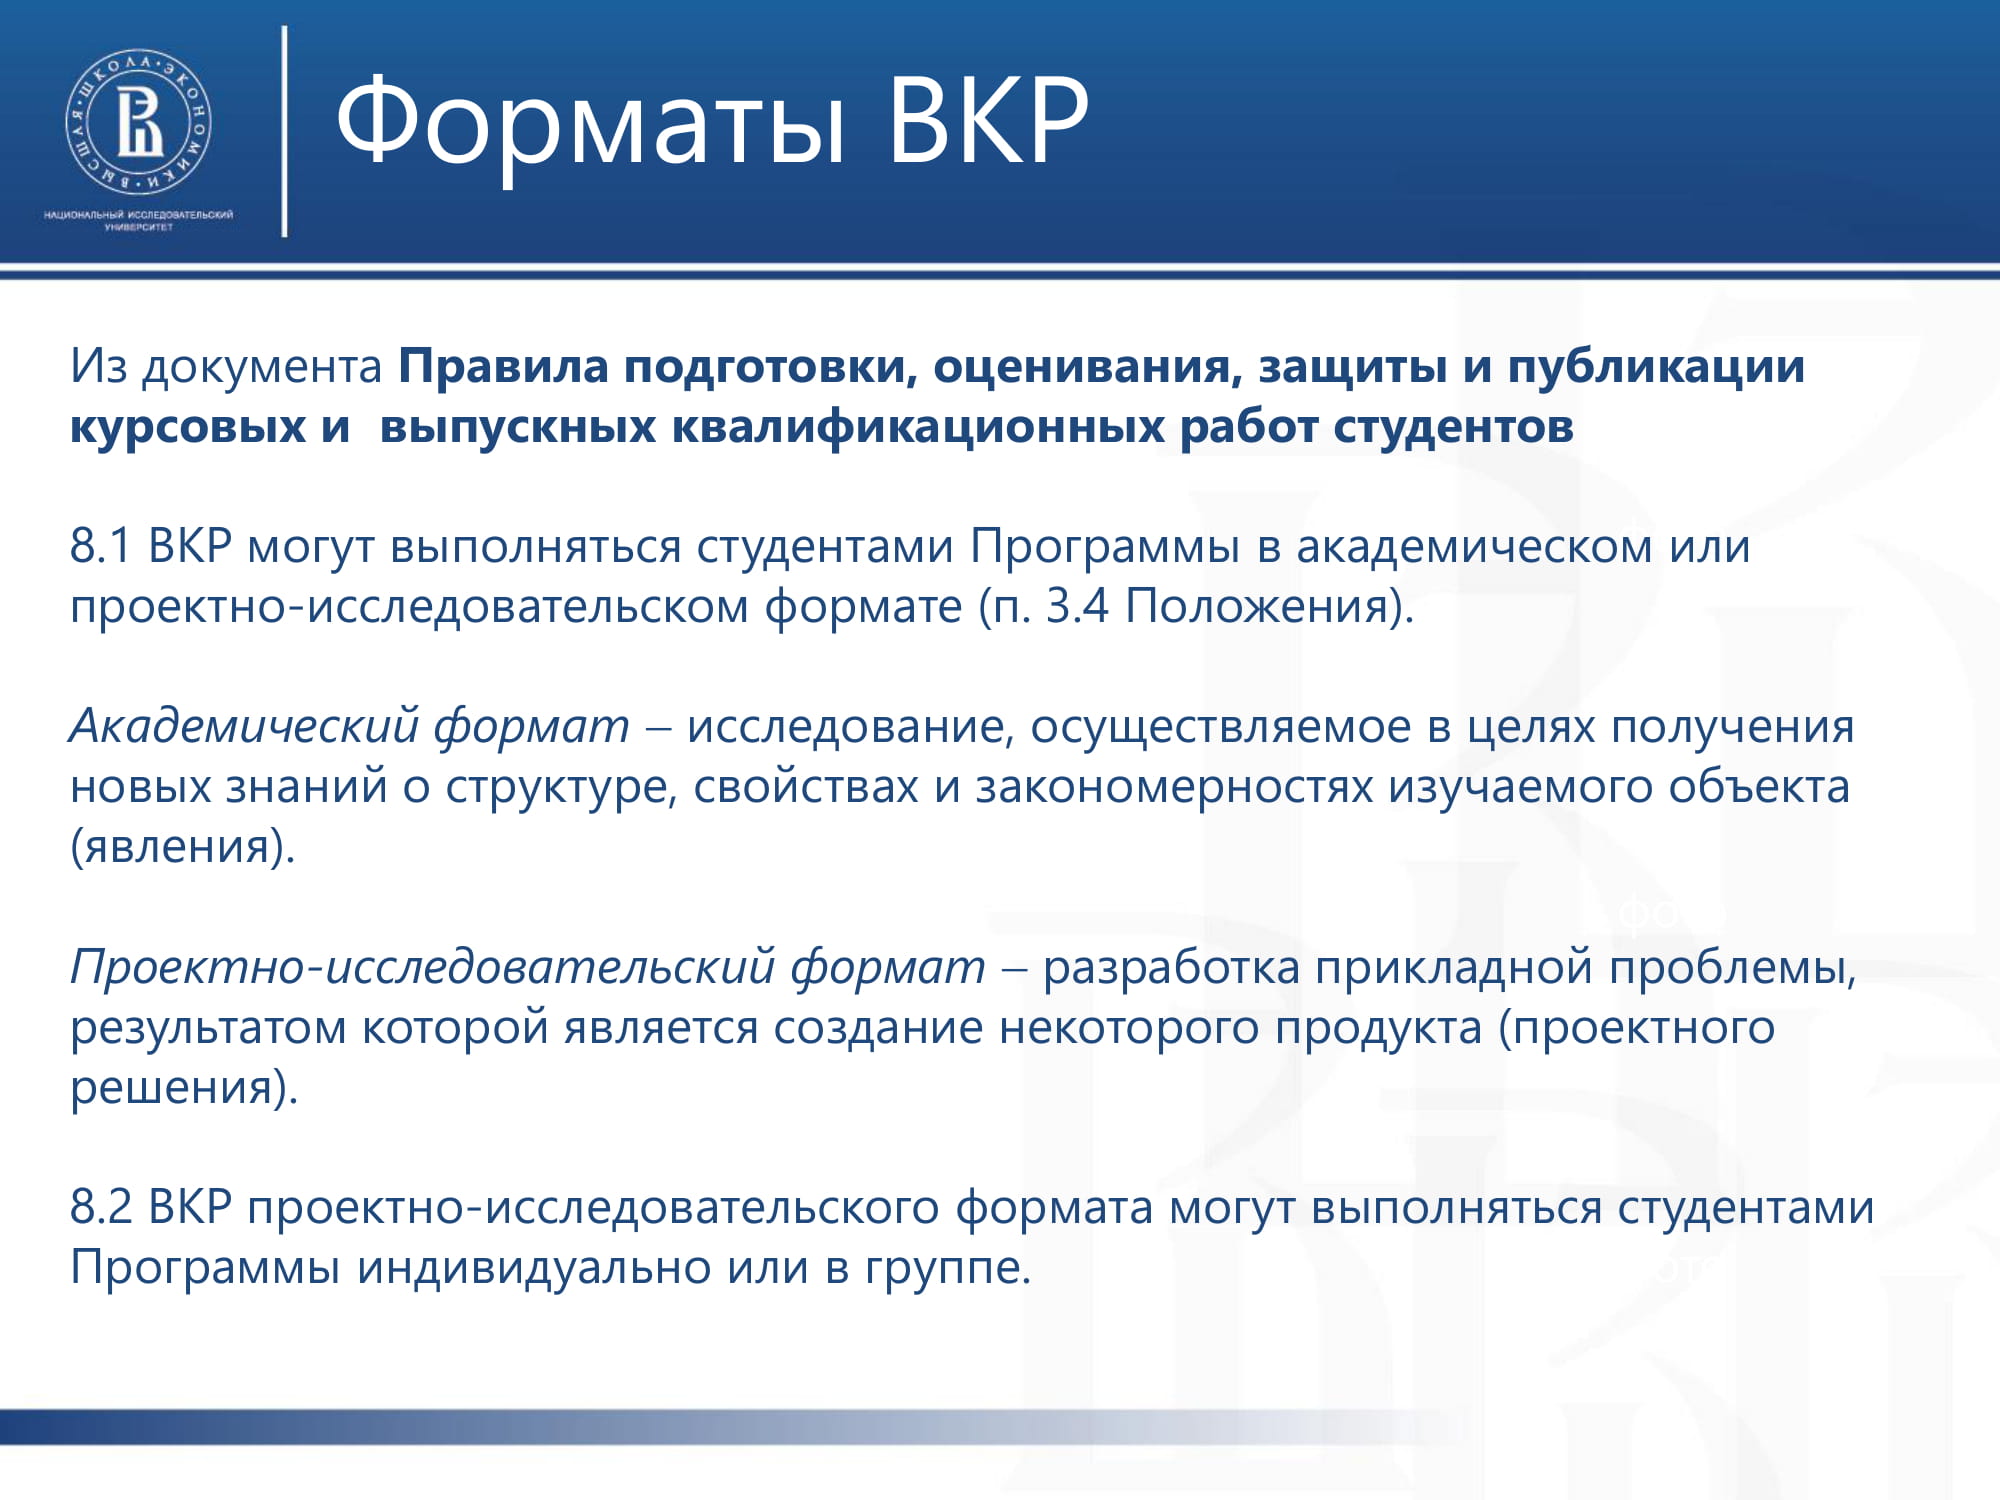 ВЫСШАЯ • ШКОЛА • ЭКОНОМИКИ •
НАЦИОНАЛЬНЫЙ ИССЛЕДОВАТЕЛЬСКИЙ
УНИВЕРСИТЕТ
Форматы ВКР
Из документа Правила подготовки, оценивания, защиты и публикации
курсовых и выпускных квалификационных работ студентов
8.1 ВКР могут выполняться студентами Программы в академическом или
проектно-исследовательском формате (п. 3.4 Положения).
Академический формат – исследование, осуществляемое в целях получения
новых знаний о структуре, свойствах и закономерностях изучаемого объекта
(явления).
Проектно-исследовательский формат – разработка прикладной проблемы,
результатом которой является создание некоторого продукта (проектного
решения).
8.2 ВКР проектно-исследовательского формата могут выполняться студентами
Программы индивидуально или в группе.